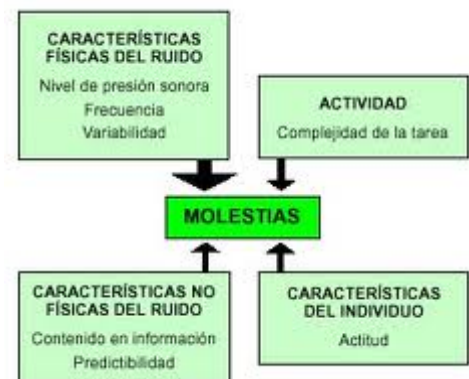 CARACTERÍSTICAS
FÍSICAS DEL RUIDO
Nivel de presión sonora
Frecuencia
Variabilidad
ACTIVIDAD
Complejidad de la tarea
MOLESTIAS
CARACTERÍSTICAS NO
FÍSICAS DEL RUIDO
Contenido en información
Predictibilidad
CARACTERÍSTICAS
DEL INDIVIDUO
Actitud